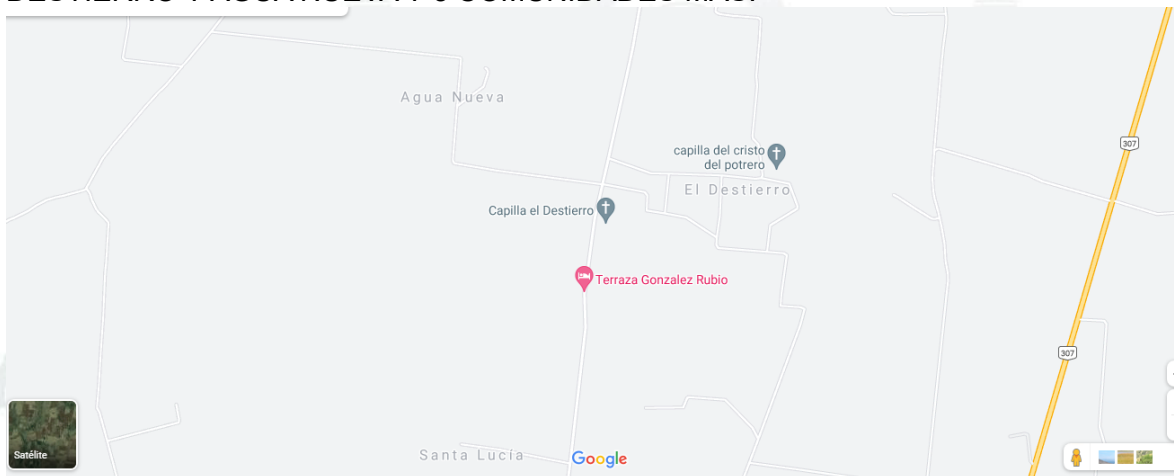 Agua Nueva
capilla del cristo
del potrero
El Destierro
Capilla el Destierro
Terraza Gonzalez Rubio
307
307
Satélite
Santa Lucía
Google